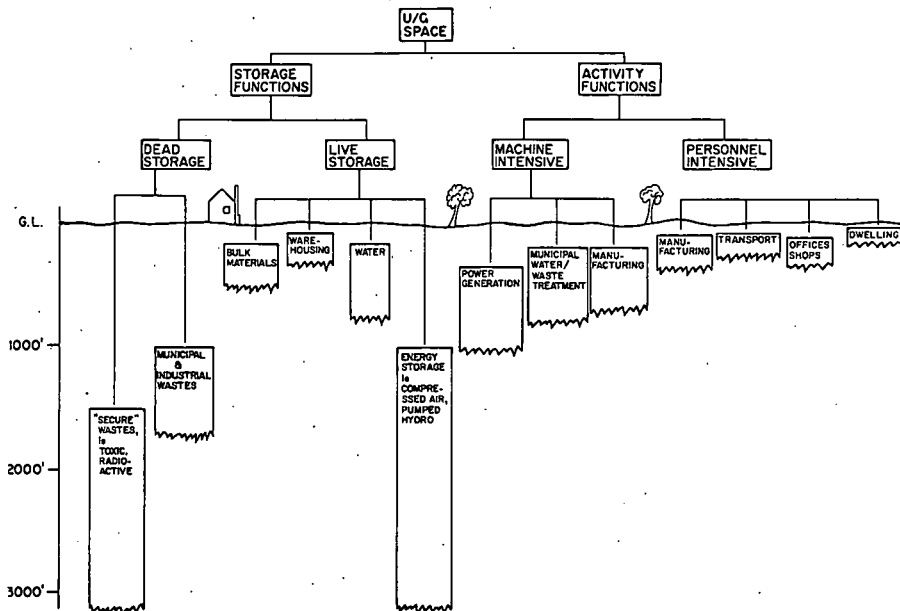 U/G
SPACE
STORAGE
FUNCTIONS
ACTIVITY
FUNCTIONS
DEAD
STORAGE
LIVE
STORAGE
MACHINE
INTENSIVE
PERSONNEL
INTENSIVE
G.L.
BULK
MATERIALS
WARE-
HOUSING
WATER
POWER
GENERATION
MUNICIPAL
WATER/
WASTE
TREATMENT
MANU-
FACTURING
MANU-
FACTURING
TRANSPORT
OFFICES
SHOPS
DWELLING
1000'
MUNICIPAL
&
INDUSTRIAL
WASTES
ENERGY
STORAGE
ie
COMPRE-
SSED AIR,
PUMPED
HYDRO
"SECURE"
WASTES,
ie
TOXIC,
RADIO-
ACTIVE
2000'
3000'